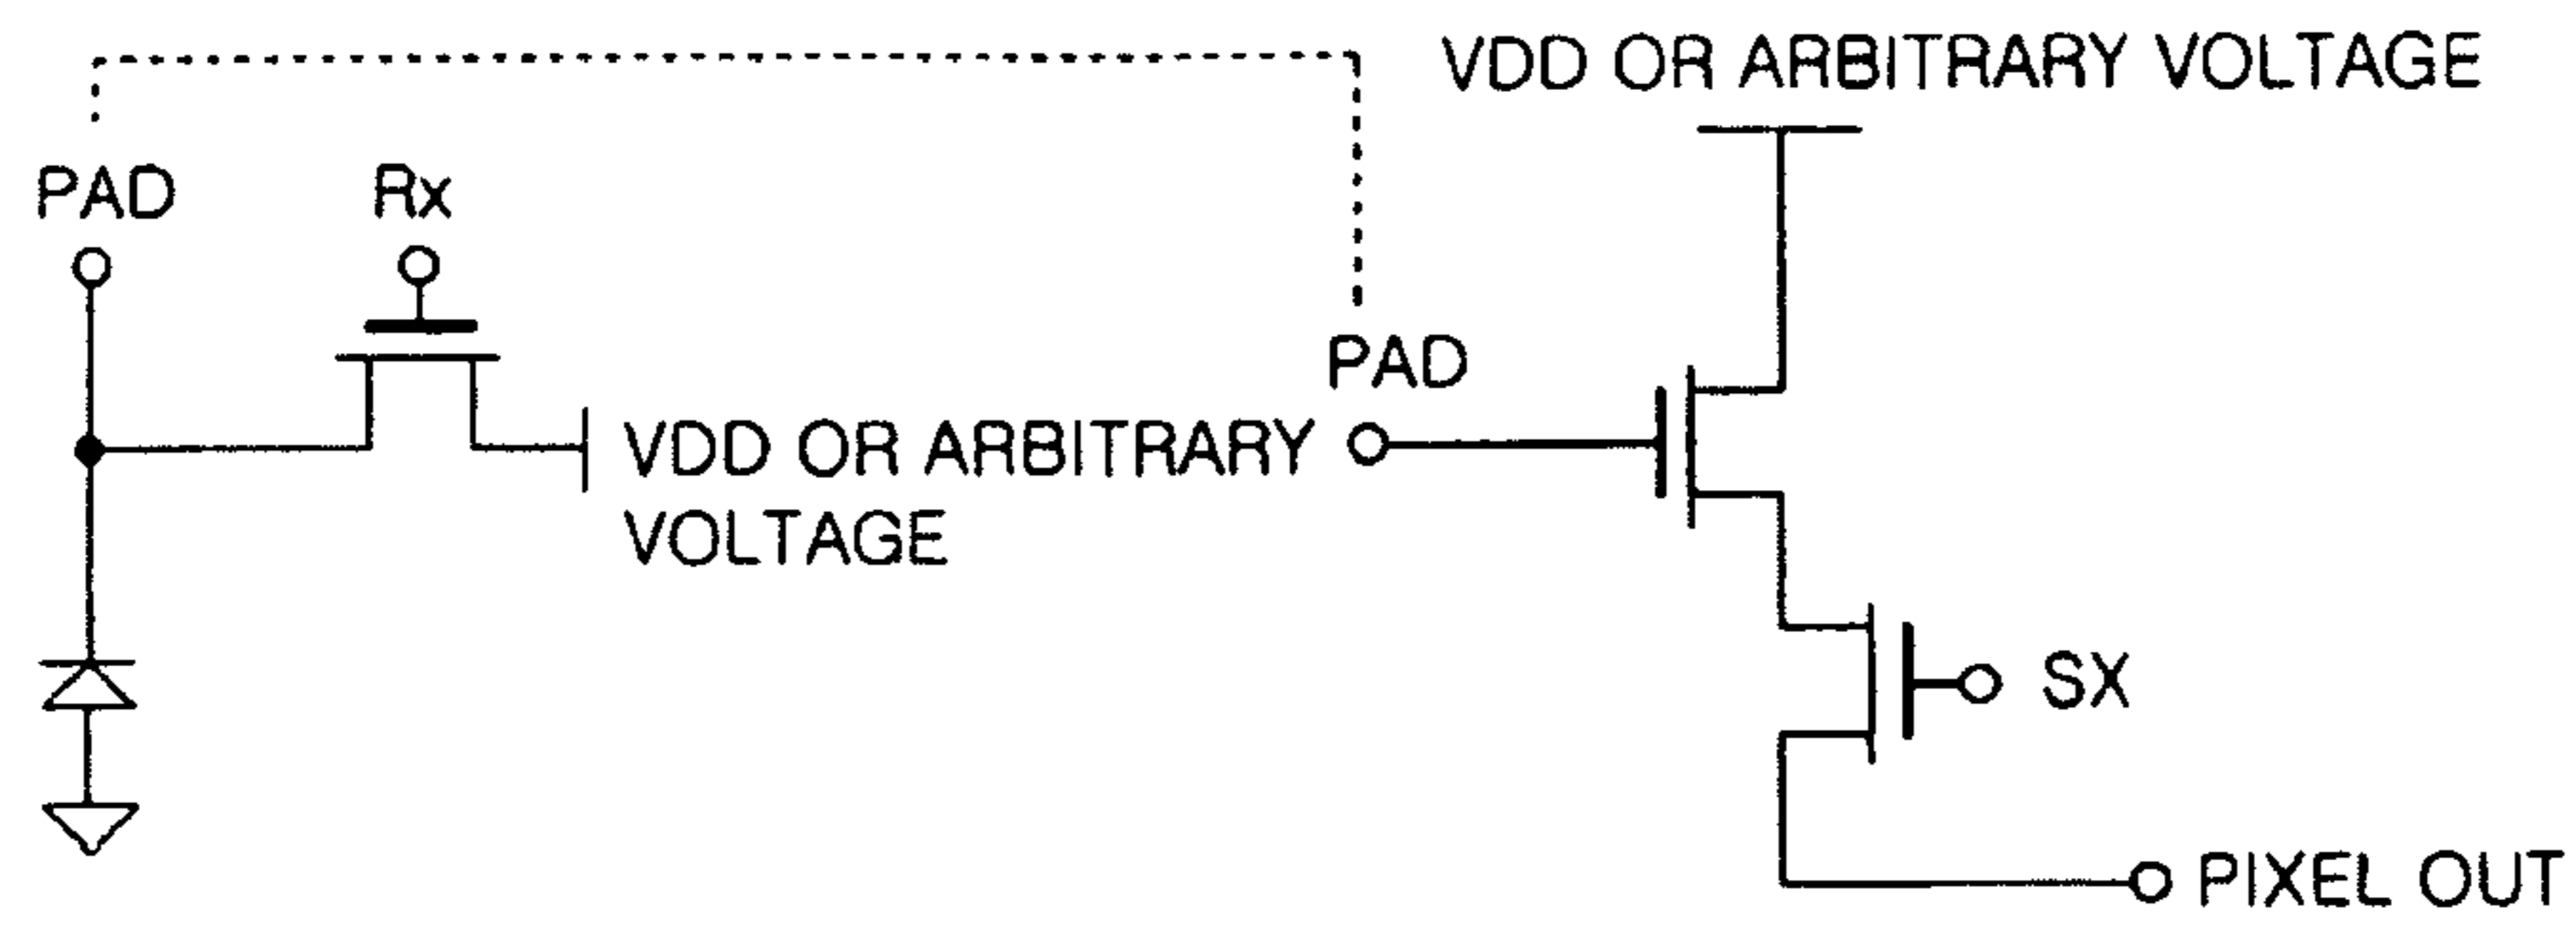 VDD OR ARBITRARY VOLTAGE
PAD
Rx
PAD
VDD OR ARBITRARY
VOLTAGE
SX
PIXEL OUT